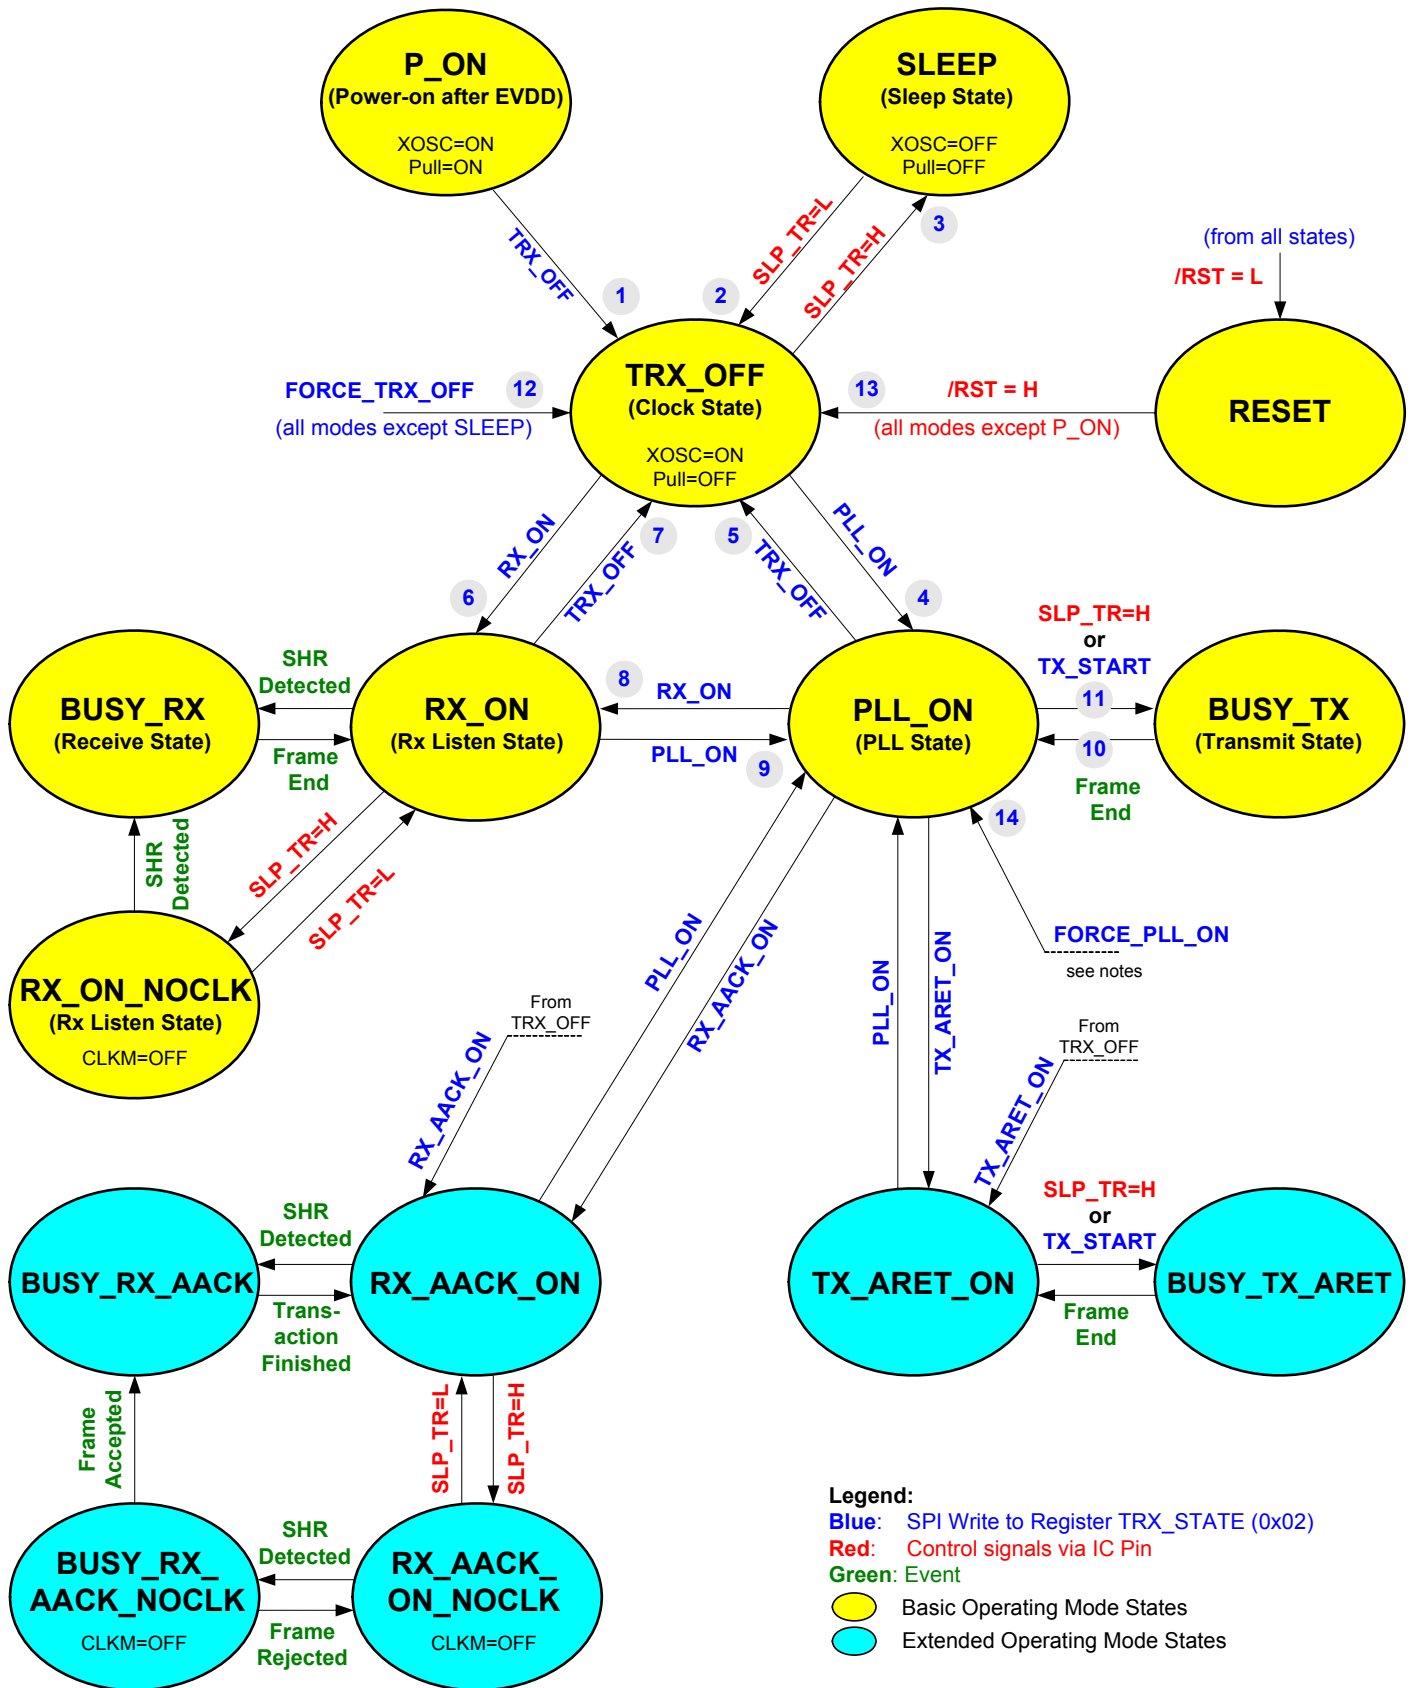 P_ON
(Power-on after EVDD)
XOSC=ON
Pull=ON
SLEEP
(Sleep State)
XOSC=OFF
Pull=OFF
TRX_OFF
1
2
SLP_TR=L
SLP_TR=H
3
(from all states)
/RST = L
FORCE_TRX_OFF
12
(all modes except SLEEP)
TRX_OFF
(Clock State)
XOSC=ON
Pull=OFF
13
/RST = H
(all modes except P_ON)
RESET
RX_ON
6
TRX_OFF
7
5
TRX_OFF
PLL_ON
4
BUSY_RX
(Receive State)
SHR
Detected
Frame
End
RX_ON
(Rx Listen State)
8
RX_ON
PLL_ON
9
PLL_ON
(PLL State)
SLP_TR=H
or
TX_START
11
10
Frame
End
BUSY_TX
(Transmit State)
14
SHR
Detected
SLP_TR=H
SLP_TR=L
RX_ON_NOCLK
(Rx Listen State)
CLKM=OFF
PLL_ON
RX_AACK_ON
PLL_ON
TX_ARET_ON
FORCE_PLL_ON
see notes
From
TRX_OFF
RX_AACK_ON
From
TRX_OFF
TX_ARET_ON
BUSY_RX_AACK
SHR
Detected
Trans-
action
Finished
RX_AACK_ON
TX_ARET_ON
SLP_TR=H
or
TX_START
Frame
End
BUSY_TX_ARET
Frame
Accepted
SLP_TR=L
SLP_TR=H
BUSY_RX_
AACK_NOCLK
CLKM=OFF
SHR
Detected
Frame
Rejected
RX_AACK_
ON_NOCLK
CLKM=OFF
Legend:
Blue: SPI Write to Register TRX_STATE (0x02)
Red: Control signals via IC Pin
Green: Event
Basic Operating Mode States
Extended Operating Mode States